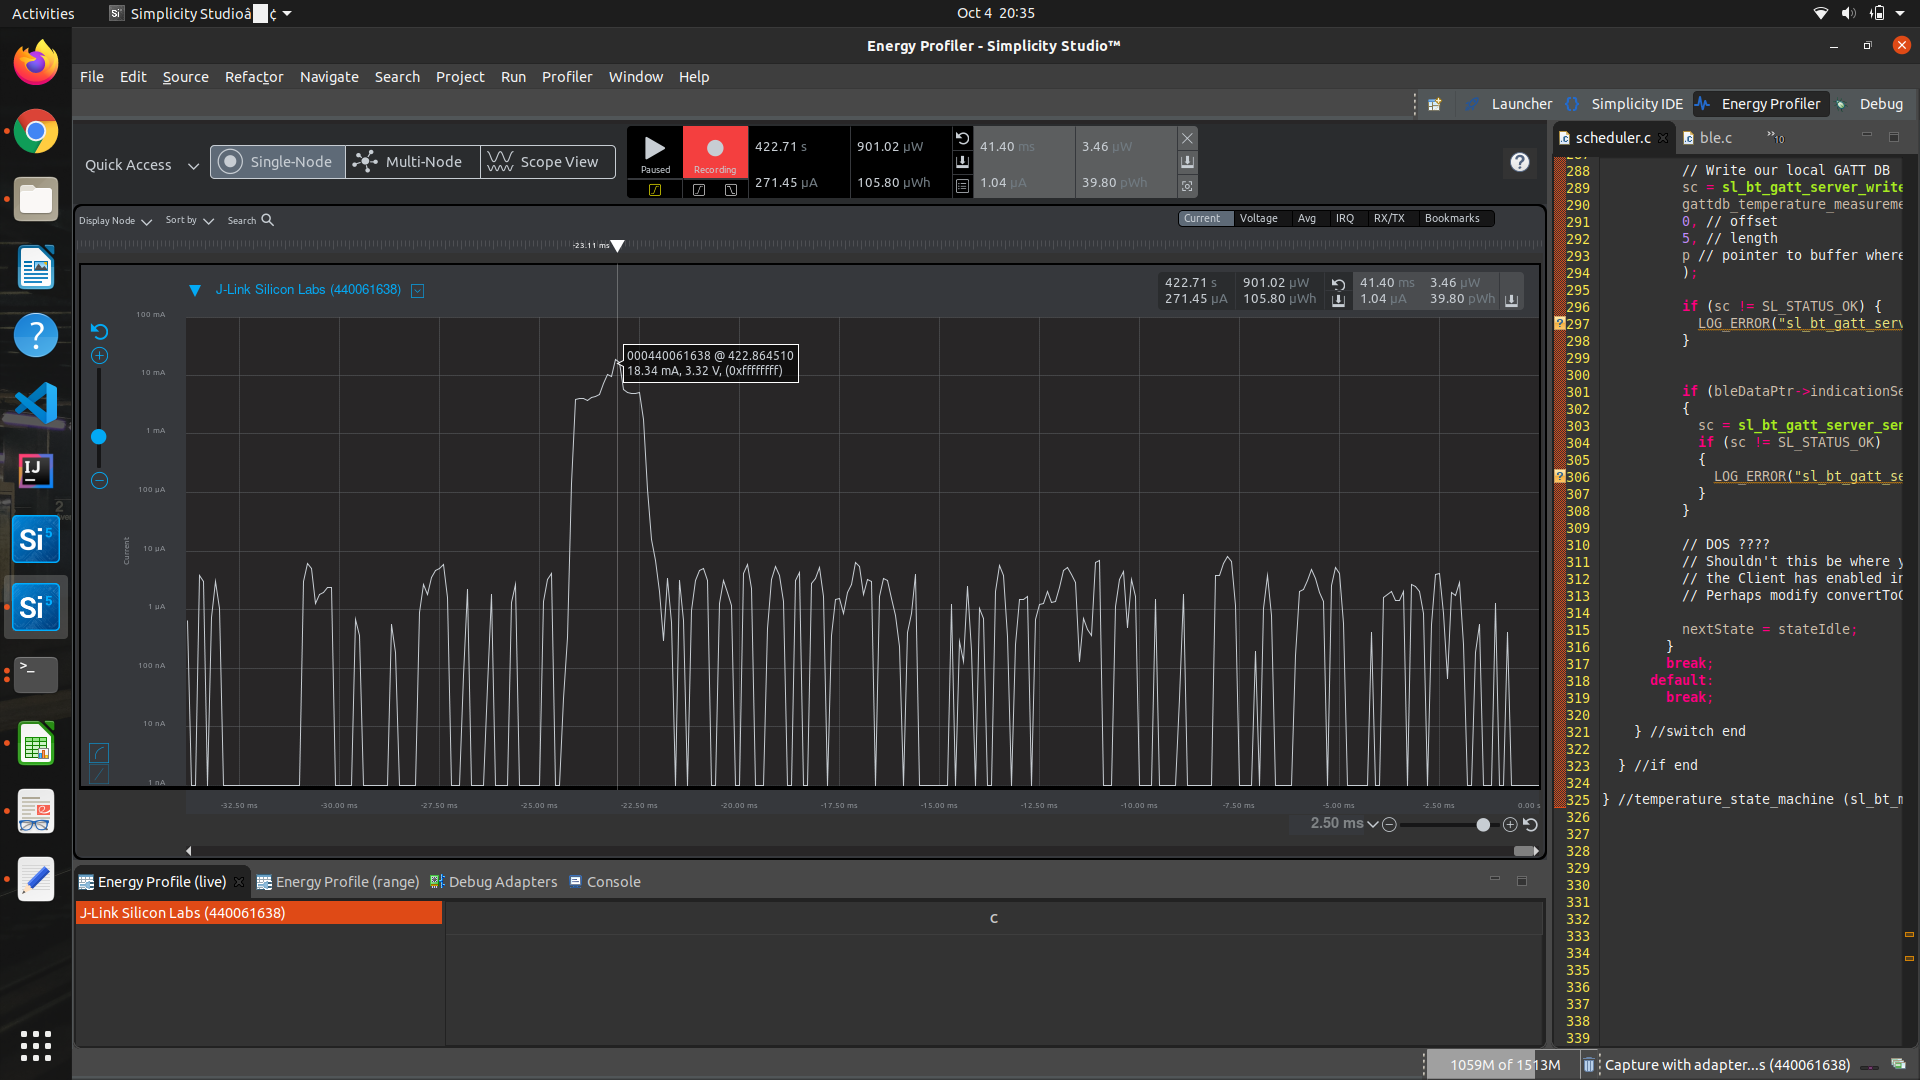 Activities
Simplicity Studioâ ¢
Oct 4 20:35
Energy Profiler - Simplicity Studio™
File Edit Source Refactor Navigate Search Project Run Profiler Window Help
Launcher Simplicity IDE Energy Profiler Debug
Quick Access
Single-Node Multi-Node Scope View
Paused
Recording
422.71 s 901.02 µW
271.45 µA 105.80 µWh
41.40 ms 3.46 µW
1.04 µA 39.80 pWh
Display Node Sort by Search
Current Voltage Avg IRQ RX/TX Bookmarks
-23.11 ms
J-Link Silicon Labs (440061638)
422.71 s 901.02 µW 41.40 ms 3.46 µW
271.45 µA 105.80 µWh 1.04 µA 39.80 pWh
000440061638 @ 422.864510
18.34 mA, 3.32 V, (0xffffffff)
100 mA
10 mA
1 mA
100 µA
10 µA
1 µA
100 nA
10 nA
1 nA
Current
-32.50 ms -30.00 ms -27.50 ms -25.00 ms -22.50 ms -20.00 ms -17.50 ms -15.00 ms -12.50 ms -10.00 ms -7.50 ms -5.00 ms -2.50 ms 0.00 s
2.50 ms
Energy Profile (live) Energy Profile (range) Debug Adapters Console
J-Link Silicon Labs (440061638)
C
scheduler.c ble.c »10
287
288 // Write our local GATT DB
289 sc = sl_bt_gatt_server_write
290 gattdb_temperature_measureme
291 0, // offset
292 5, // length
293 p // pointer to buffer where
294 );
295
296 if (sc != SL_STATUS_OK) {
297 LOG_ERROR("sl_bt_gatt_serv
298 }
299
300
301 if (bleDataPtr->indicationSe
302 {
303 sc = sl_bt_gatt_server_sen
304 if (sc != SL_STATUS_OK)
305 {
306 LOG_ERROR("sl_bt_gatt_se
307 }
308 }
309
310 // DOS ????
311 // Shouldn't this be where y
312 // the Client has enabled in
313 // Perhaps modify convertToC
314
315 nextState = stateIdle;
316 }
317 break;
318 default:
319 break;
320
321 } //switch end
322
323 } //if end
324
325 } //temperature_state_machine (sl_bt_m
326
327
328
329
330
331
332
333
334
335
336
337
338
339
1059M of 1513M
Capture with adapter...s (440061638)